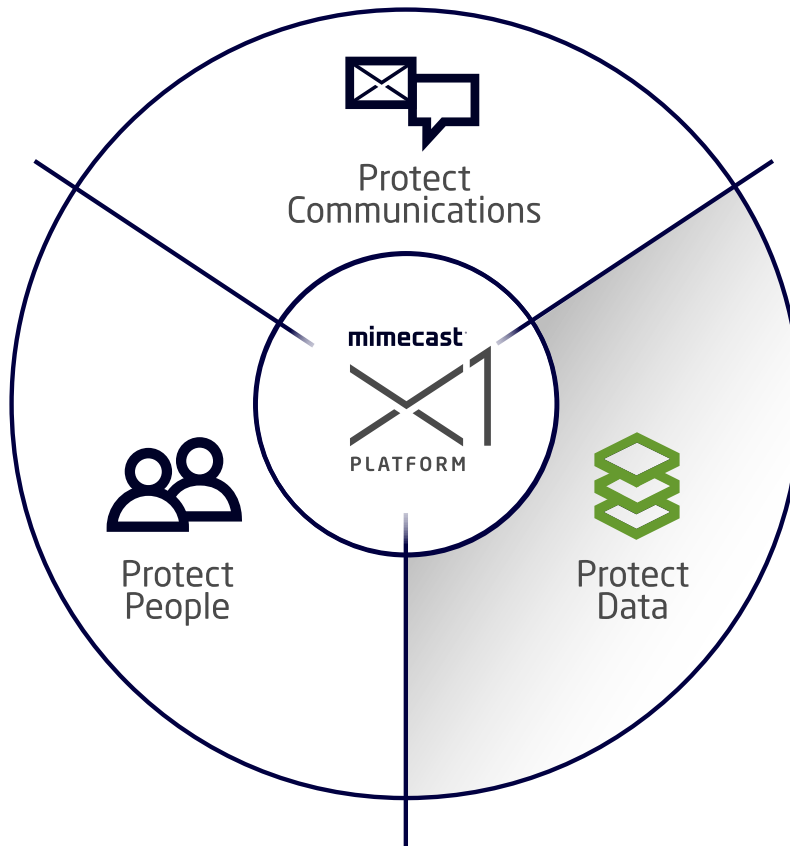 Protect
Communications
mimecast
X1
PLATFORM
Protect
People
Protect
Data